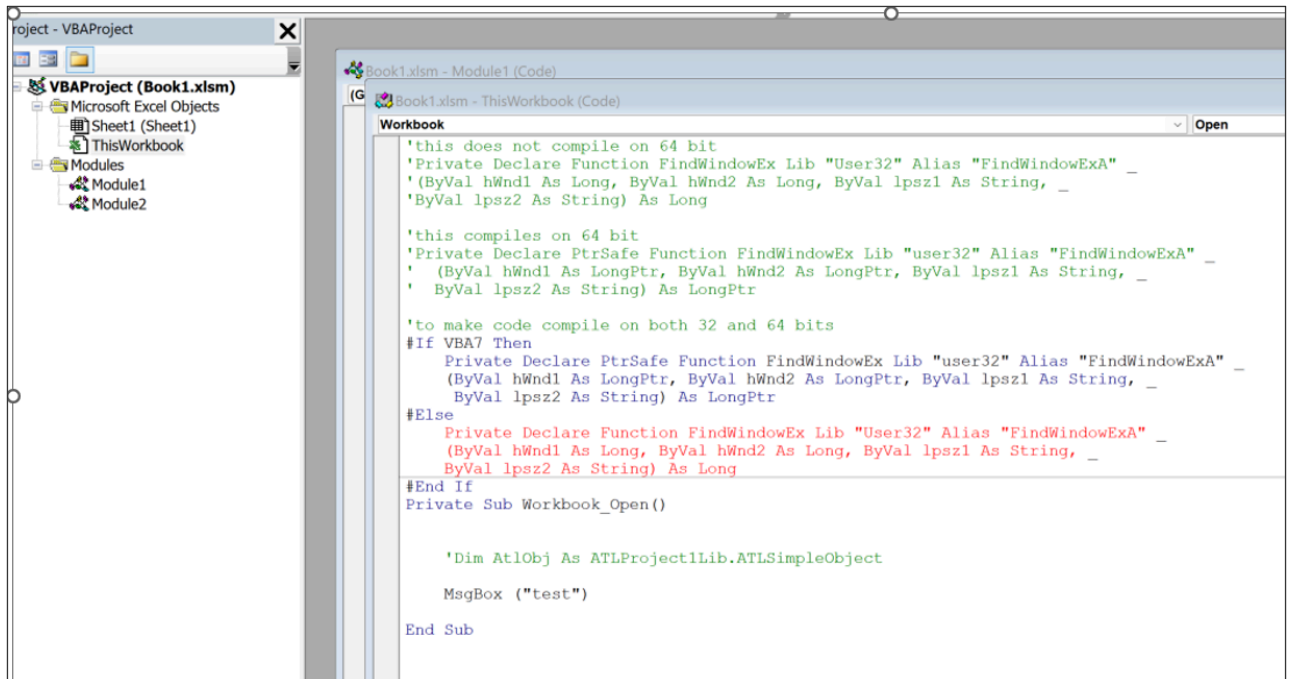 roject - VBAProject
VBAProject (Book1.xlsm)
Microsoft Excel Objects
Sheet1 (Sheet1)
ThisWorkbook
Modules
Module1
Module2
Book1.xlsm - Module1 (Code)
(G
Book1.xlsm - ThisWorkbook (Code)
Workbook Open
'this does not compile on 64 bit
'Private Declare Function FindWindowEx Lib "User32" Alias "FindWindowExA" _
'(ByVal hWnd1 As Long, ByVal hWnd2 As Long, ByVal lpsz1 As String, _
'ByVal lpsz2 As String) As Long
'this compiles on 64 bit
'Private Declare PtrSafe Function FindWindowEx Lib "user32" Alias "FindWindowExA" _
'  (ByVal hWnd1 As LongPtr, ByVal hWnd2 As LongPtr, ByVal lpsz1 As String, _
'  ByVal lpsz2 As String) As LongPtr
'to make code compile on both 32 and 64 bits
#If VBA7 Then
    Private Declare PtrSafe Function FindWindowEx Lib "user32" Alias "FindWindowExA" _
    (ByVal hWnd1 As LongPtr, ByVal hWnd2 As LongPtr, ByVal lpsz1 As String, _
     ByVal lpsz2 As String) As LongPtr
#Else
    Private Declare Function FindWindowEx Lib "User32" Alias "FindWindowExA" _
    (ByVal hWnd1 As Long, ByVal hWnd2 As Long, ByVal lpsz1 As String, _
    ByVal lpsz2 As String) As Long
#End If
Private Sub Workbook_Open()
    'Dim AtlObj As ATLProject1Lib.ATLSimpleObject
    MsgBox ("test")
End Sub